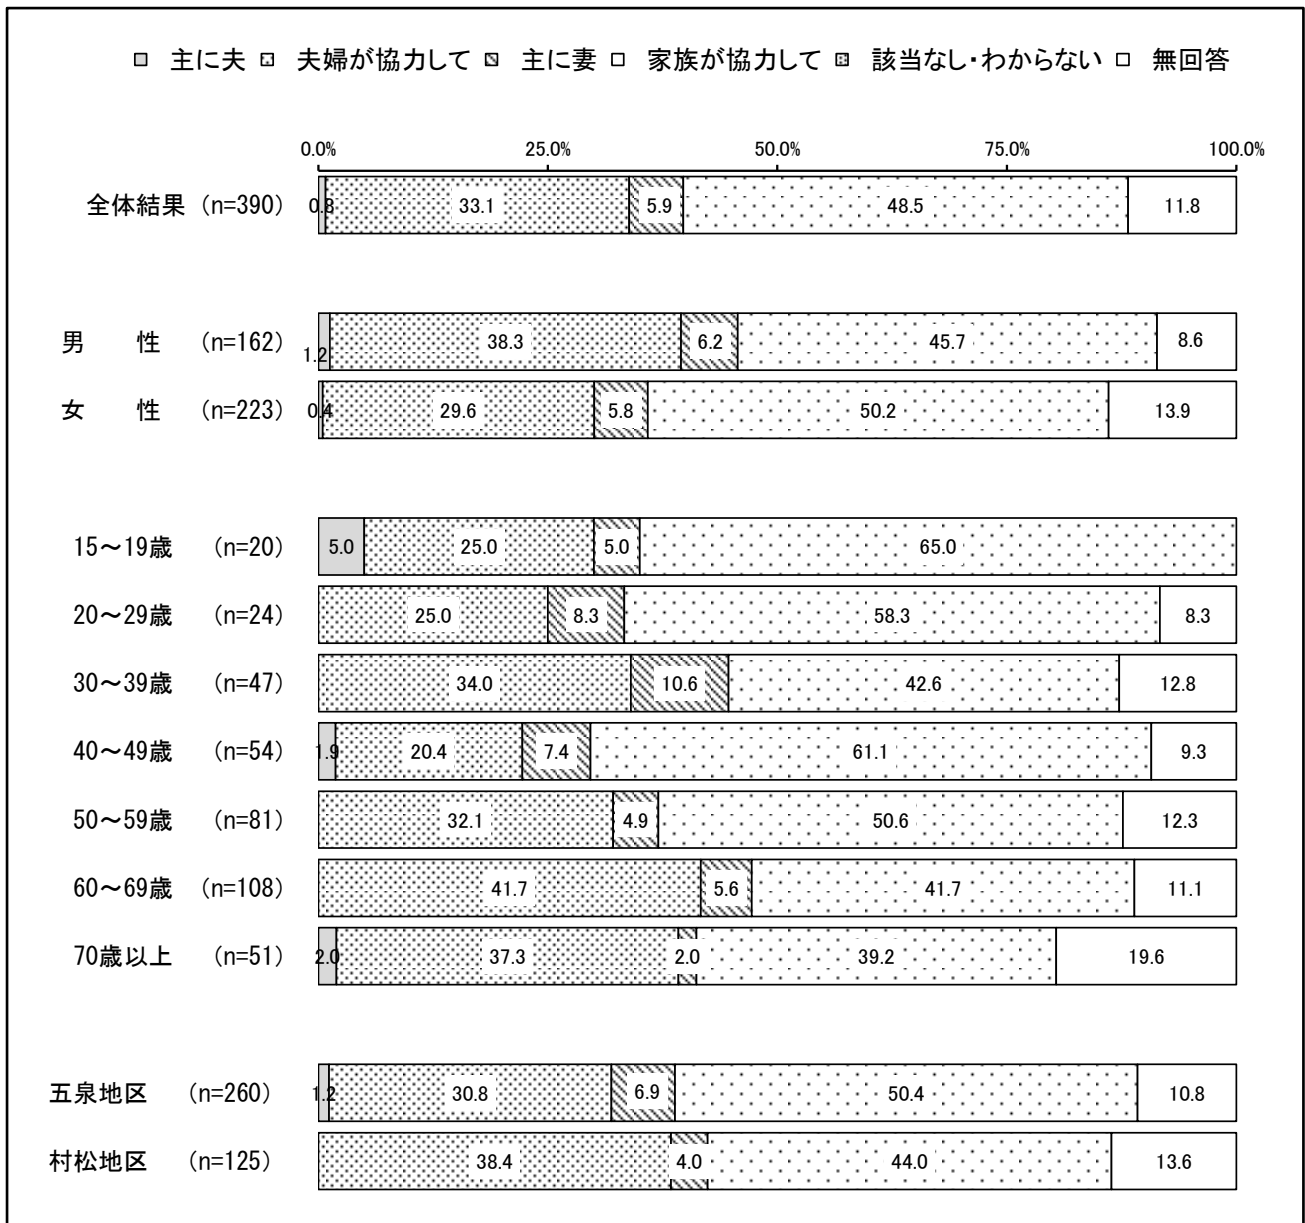 主に夫 夫婦が協力して 主に妻 家族が協力して 該当なし・わからない 無回答
0.0% 25.0% 50.0% 75.0% 100.0%
全体結果 (n=390) 0.8 33.1 5.9 48.5 11.8
男 性 (n=162) 1.2 38.3 6.2 45.7 8.6
女 性 (n=223) 0.4 29.6 5.8 50.2 13.9
15～19歳 (n=20) 5.0 25.0 5.0 65.0
20～29歳 (n=24) 25.0 8.3 58.3 8.3
30～39歳 (n=47) 34.0 10.6 42.6 12.8
40～49歳 (n=54) 1.9 20.4 7.4 61.1 9.3
50～59歳 (n=81) 32.1 4.9 50.6 12.3
60～69歳 (n=108) 41.7 5.6 41.7 11.1
70歳以上 (n=51) 2.0 37.3 2.0 39.2 19.6
五泉地区 (n=260) 1.2 30.8 6.9 50.4 10.8
村松地区 (n=125) 38.4 4.0 44.0 13.6